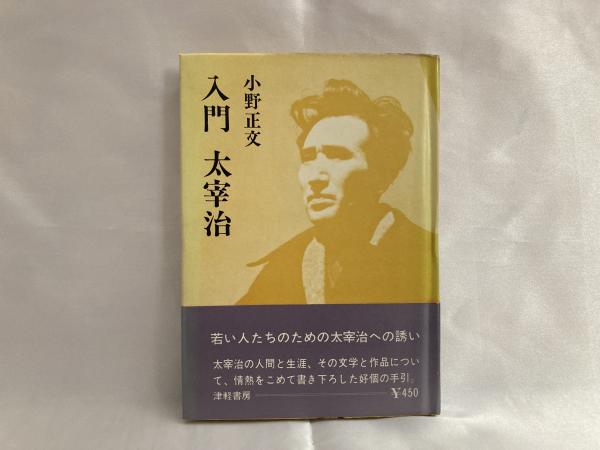 小野正文
入門 太宰治
若い人たちのための太宰治への誘い
太宰治の人間と生涯、その文学と作品につい
て、情熱をこめて書き下ろした好個の手引。
津軽書房 ¥450